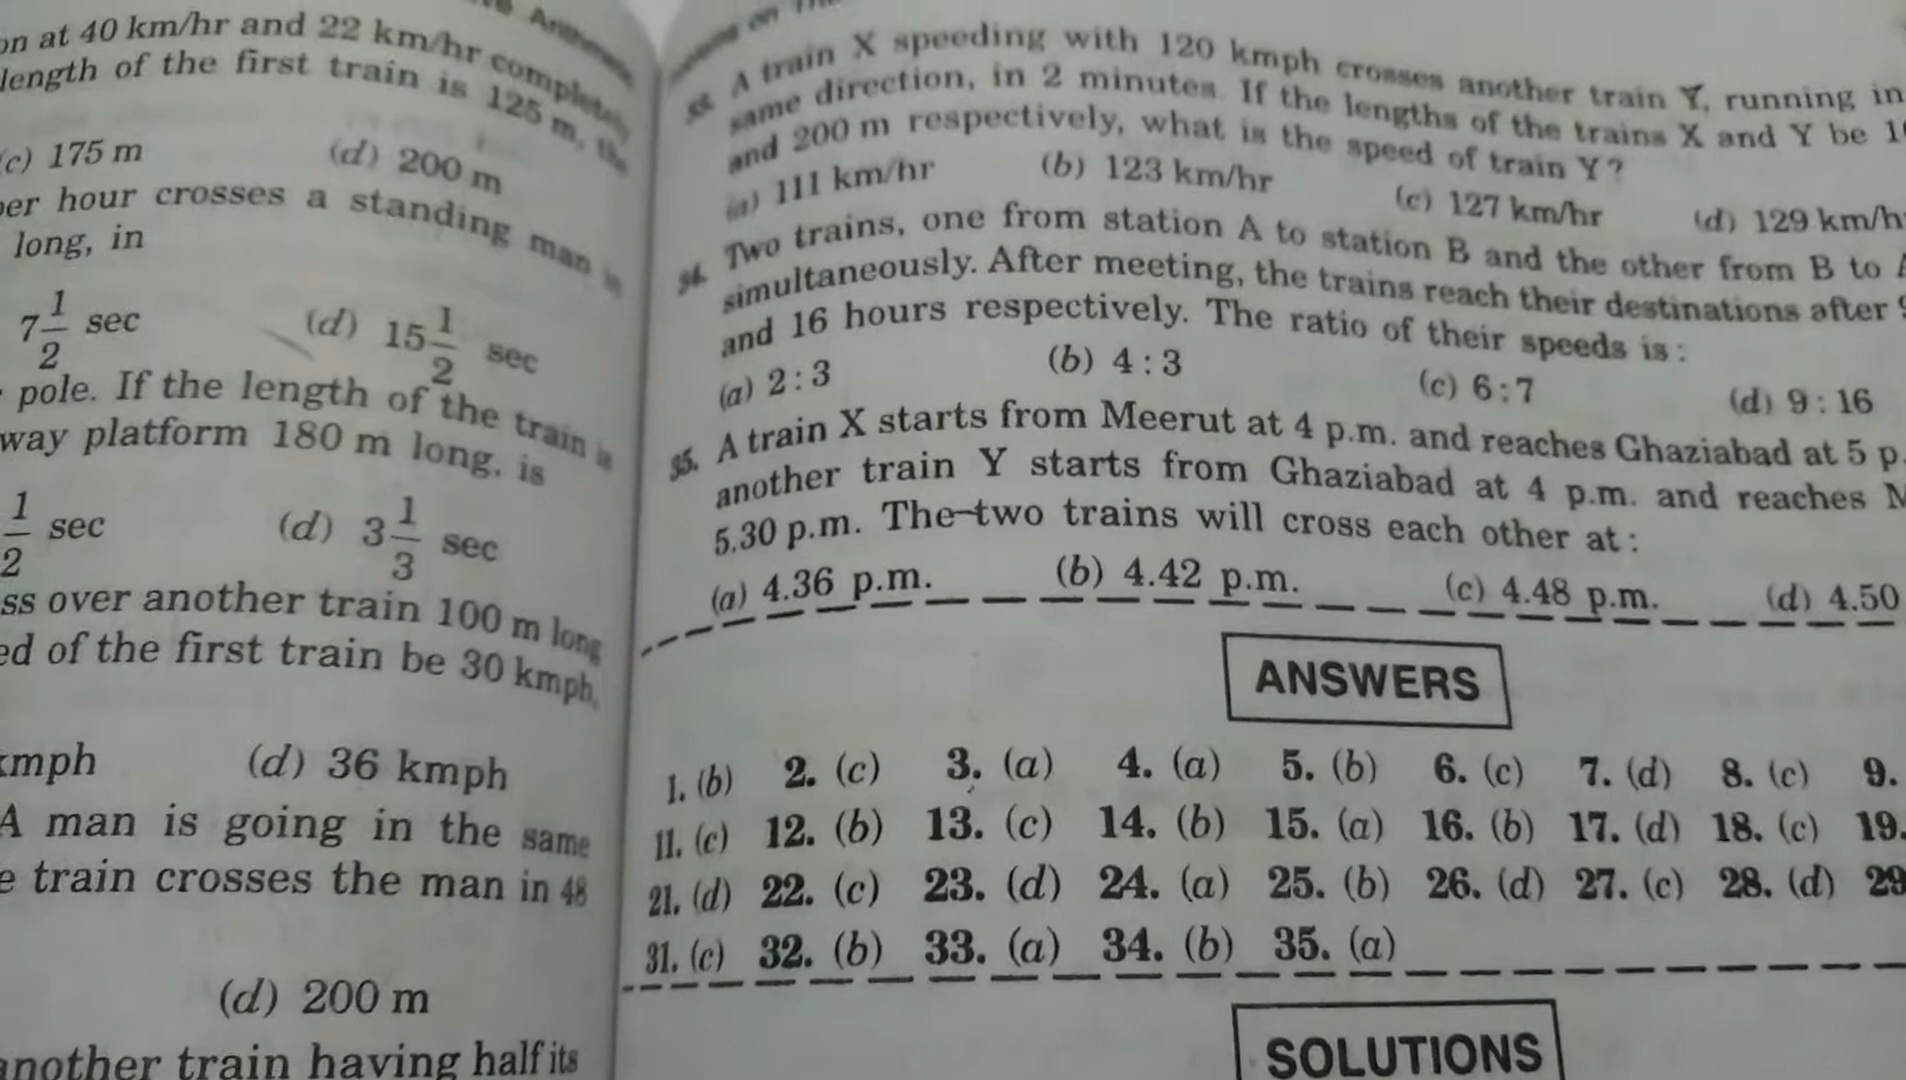 on at 40 km/hr and 22 km/hr completely
length of the first train is 125 m, the
(c) 175 m (d) 200 m
per hour crosses a standing man in
long, in
7 1/2 sec (d) 15 1/2 sec
pole. If the length of the train is
way platform 180 m long, is
1/2 sec (d) 3 1/3 sec
ss over another train 100 m long
ed of the first train be 30 kmph,
kmph (d) 36 kmph
A man is going in the same
e train crosses the man in 48
(d) 200 m
another train having half its
on
33. A train X speeding with 120 kmph crosses another train Y, running in
same direction, in 2 minutes. If the lengths of the trains X and Y be 1
and 200 m respectively, what is the speed of train Y?
(a) 111 km/hr (b) 123 km/hr (c) 127 km/hr (d) 129 km/h
34. Two trains, one from station A to station B and the other from B to A
simultaneously. After meeting, the trains reach their destinations after 9
and 16 hours respectively. The ratio of their speeds is :
(a) 2 : 3 (b) 4 : 3 (c) 6 : 7 (d) 9 : 16
35. A train X starts from Meerut at 4 p.m. and reaches Ghaziabad at 5 p.
another train Y starts from Ghaziabad at 4 p.m. and reaches M
5.30 p.m. The two trains will cross each other at :
(a) 4.36 p.m. (b) 4.42 p.m. (c) 4.48 p.m. (d) 4.50
ANSWERS
1. (b) 2. (c) 3. (a) 4. (a) 5. (b) 6. (c) 7. (d) 8. (c) 9.
11. (c) 12. (b) 13. (c) 14. (b) 15. (a) 16. (b) 17. (d) 18. (c) 19.
21. (d) 22. (c) 23. (d) 24. (a) 25. (b) 26. (d) 27. (c) 28. (d) 29
31. (c) 32. (b) 33. (a) 34. (b) 35. (a)
SOLUTIONS